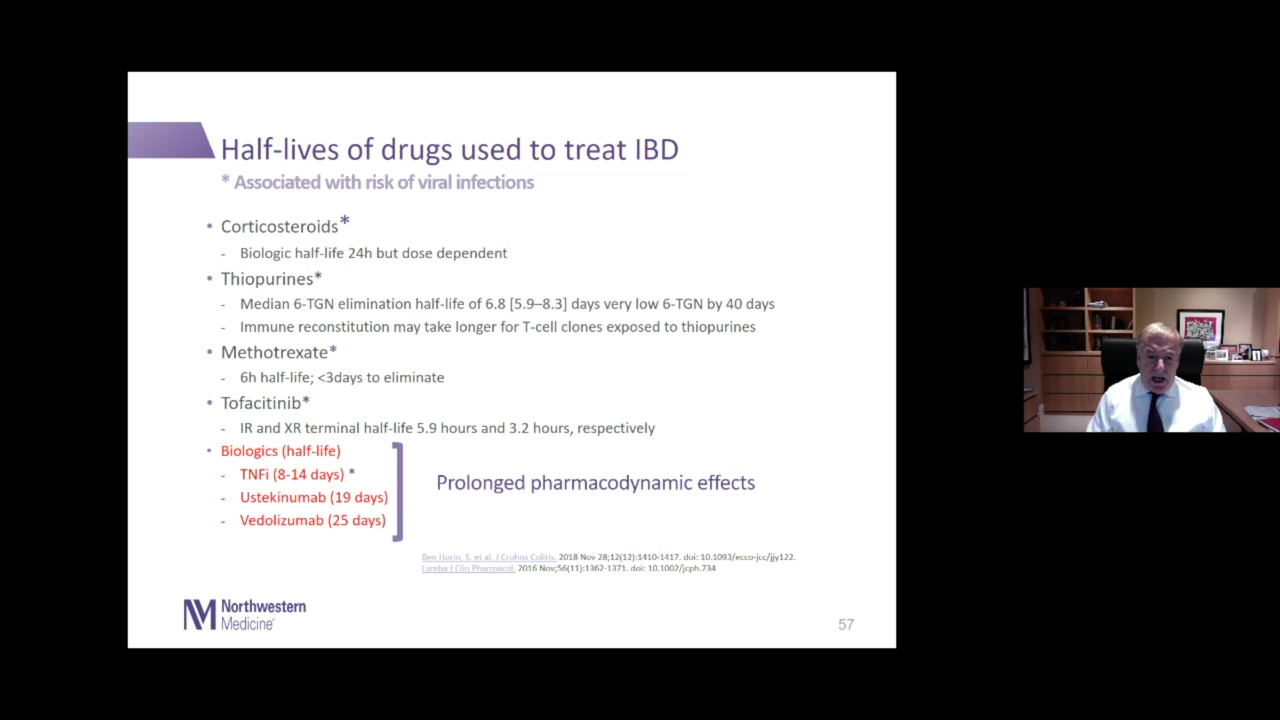 Half-lives of drugs used to treat IBD
* Associated with risk of viral infections
• Corticosteroids*
- Biologic half-life 24h but dose dependent
• Thiopurines*
- Median 6-TGN elimination half-life of 6.8 [5.9–8.3] days very low 6-TGN by 40 days
- Immune reconstitution may take longer for T-cell clones exposed to thiopurines
• Methotrexate*
- 6h half-life; <3days to eliminate
• Tofacitinib*
- IR and XR terminal half-life 5.9 hours and 3.2 hours, respectively
• Biologics (half-life)
- TNFi (8-14 days) *
- Ustekinumab (19 days)
- Vedolizumab (25 days)
Prolonged pharmacodynamic effects
Ben Horin, S. et al. J Crohns Colitis. 2018 Nov 28;12(12):1410-1417. doi: 10.1093/ecco-jcc/jjy122.
Lamba J Clin Pharmacol. 2016 Nov;56(11):1362-1371. doi: 10.1002/jcph.734
Northwestern
Medicine®
57